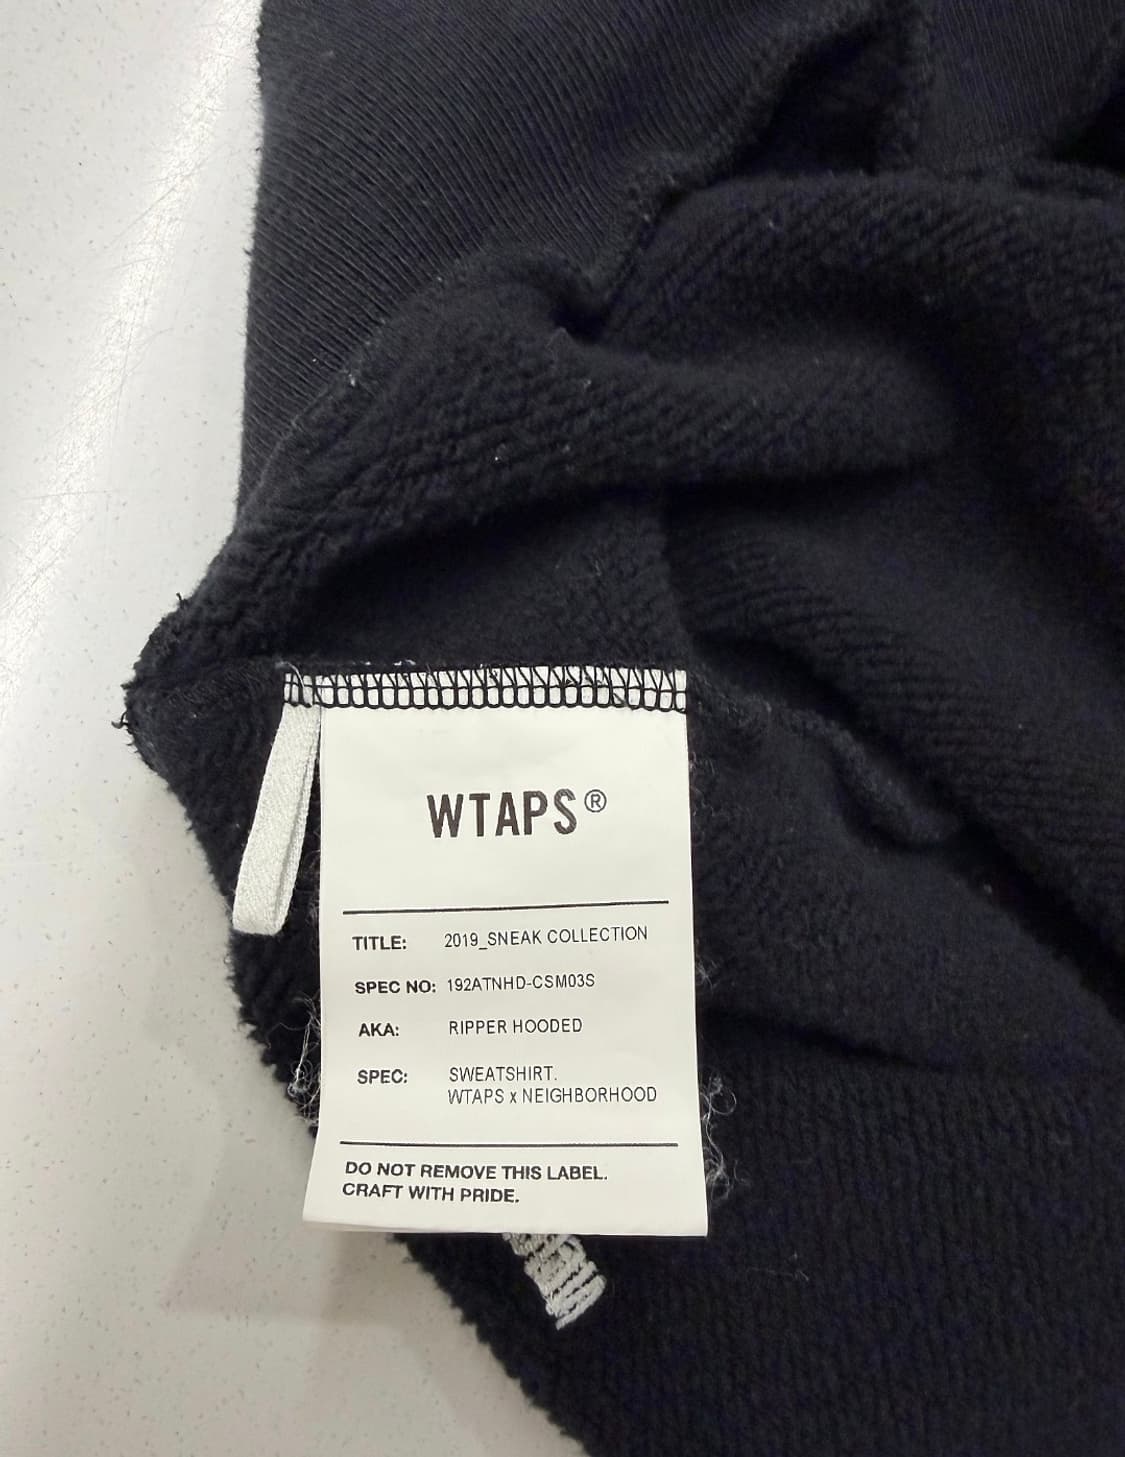 WTAPS®
TITLE: 2019_SNEAK COLLECTION
SPEC NO: 192ATNHD-CSM03S
AKA: RIPPER HOODED
SPEC: SWEATSHIRT.
WTAPS x NEIGHBORHOOD
DO NOT REMOVE THIS LABEL.
CRAFT WITH PRIDE.